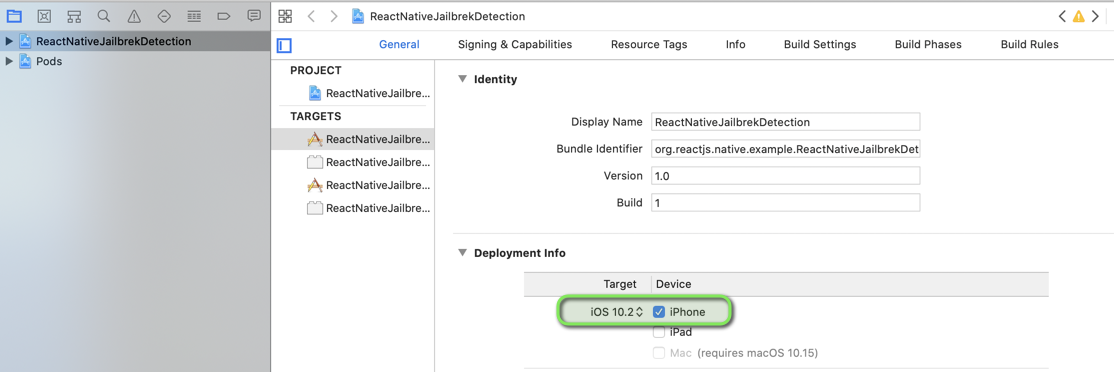 ReactNativeJailbrekDetection
ReactNativeJailbrekDetection
Pods
General Signing & Capabilities Resource Tags Info Build Settings Build Phases Build Rules
PROJECT
ReactNativeJailbre...
TARGETS
ReactNativeJailbre...
ReactNativeJailbre...
ReactNativeJailbre...
ReactNativeJailbre...
Identity
Display Name ReactNativeJailbrekDetection
Bundle Identifier org.reactjs.native.example.ReactNativeJailbrekDet
Version 1.0
Build 1
Deployment Info
Target Device
iOS 10.2 iPhone
iPad
Mac (requires macOS 10.15)